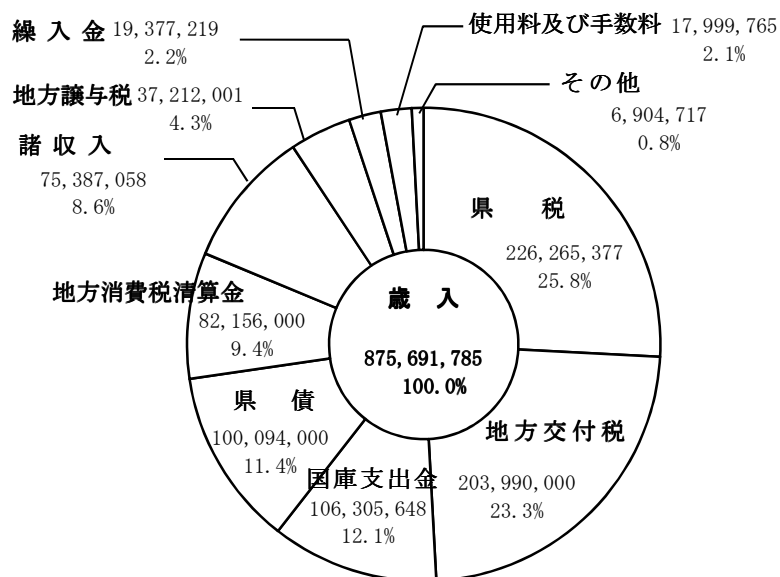 繰入金 19,377,219
2.2%
使用料及び手数料 17,999,765
2.1%
地方譲与税 37,212,001
4.3%
その他
6,904,717
0.8%
諸収入
75,387,058
8.6%
県税
226,265,377
25.8%
地方消費税清算金
82,156,000
9.4%
歳入
875,691,785
100.0%
県債
100,094,000
11.4%
地方交付税
203,990,000
23.3%
国庫支出金
106,305,648
12.1%